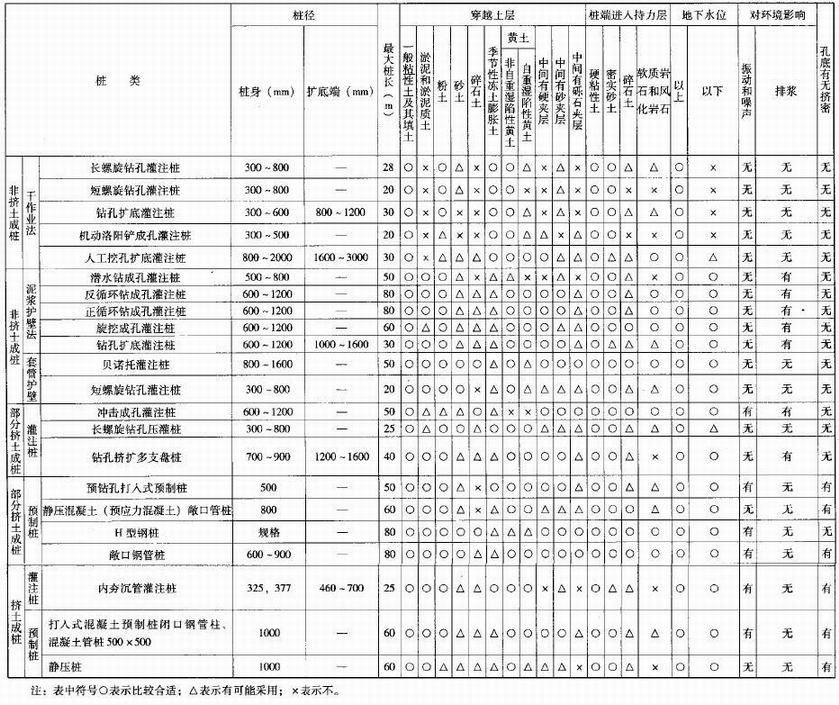 桩 类
桩径
桩身(mm)
扩底端(mm)
最大桩长(m)
穿越土层
一般粘性土及其填土
淤泥和淤泥质土
粉土
砂土
碎石土
季节性冻土膨胀土
黄土
非自重湿陷性黄土
自重湿陷性黄土
中间有硬夹层
中间有砂夹层
中间有砾石夹层
桩端进入持力层
硬粘性土
密实砂土
碎石土
软质岩石和风化岩石
地下水位
以上
以下
对环境影响
振动和噪声
排浆
孔底有无挤密
非挤土成桩
干作业法
长螺旋钻孔灌注桩 300~800 — 28 ○ × ○ △ × ○ ○ △ × △ × ○ ○ △ △ ○ × 无 无 无
短螺旋钻孔灌注桩 300~800 — 20 ○ × ○ △ × ○ ○ × × △ × ○ ○ × × ○ × 无 无 无
钻孔扩底灌注桩 300~600 800~1200 30 ○ × ○ × × ○ ○ △ × △ × ○ ○ △ △ ○ × 无 无 无
机动洛阳铲成孔灌注桩 300~500 — 20 ○ × △ × × ○ ○ △ △ × △ ○ × × × ○ × 无 无 无
人工挖孔扩底灌注桩 800~2000 1600~3000 30 ○ × △ △ △ ○ ○ ○ ○ △ △ ○ △ △ ○ ○ △ 无 无 无
非挤土成桩
泥浆护壁法
潜水钻成孔灌注桩 500~800 — 50 ○ ○ ○ △ × △ △ × × △ × ○ ○ △ × ○ ○ 无 有 无
反循环钻成孔灌注桩 600~1200 — 80 ○ ○ ○ △ △ △ ○ ○ ○ ○ △ ○ ○ △ ○ ○ ○ 无 有 无
正循环钻成孔灌注桩 600~1200 — 80 ○ ○ ○ △ △ △ ○ ○ ○ ○ △ ○ ○ △ ○ ○ ○ 无 有 无
旋挖成孔灌注桩 600~1200 — 60 ○ △ ○ △ △ △ ○ ○ ○ △ △ ○ ○ △ ○ ○ ○ 无 有 无
钻孔扩底灌注桩 600~1200 1000~1600 30 ○ ○ ○ △ △ △ ○ ○ ○ ○ △ ○ △ △ △ ○ ○ 无 有 无
套管护壁
贝诺托灌注桩 800~1600 — 50 ○ ○ ○ ○ ○ △ ○ △ ○ ○ ○ ○ ○ ○ ○ ○ ○ 无 无 无
短螺旋钻孔灌注桩 300~800 — 20 ○ ○ ○ ○ × △ △ △ △ △ △ ○ ○ △ △ ○ ○ 无 无 无
部分挤土成桩
灌注桩
冲击成孔灌注桩 600~1200 — 50 ○ △ △ △ ○ △ × × ○ ○ ○ ○ ○ ○ ○ ○ ○ 有 有 无
长螺旋钻孔压灌桩 300~800 — 25 ○ △ ○ ○ △ ○ ○ ○ △ △ △ ○ ○ △ △ ○ △ 无 无 无
钻孔挤扩多支盘桩 700~900 1200~1600 40 ○ ○ ○ △ △ △ ○ ○ ○ ○ △ ○ ○ △ × ○ ○ 无 有 无
部分挤土成桩
预制桩
预钻孔打入式预制桩 500 — 50 ○ ○ ○ △ × ○ ○ ○ ○ ○ △ ○ ○ △ △ ○ ○ 有 无 有
静压混凝土(预应力混凝土)敞口管桩 800 — 60 ○ ○ ○ △ × △ ○ ○ △ △ △ ○ ○ △ △ ○ ○ 无 无 有
H型钢桩 规格 — 80 ○ ○ ○ ○ ○ △ △ △ ○ ○ ○ ○ ○ ○ ○ ○ ○ 有 无 无
敞口钢管桩 600~900 — 80 ○ ○ ○ ○ △ △ ○ ○ ○ ○ ○ ○ ○ ○ ○ ○ ○ 有 无 有
挤土成桩
灌注桩
内夯沉管灌注桩 325, 377 460~700 25 ○ ○ ○ △ △ ○ ○ ○ × △ × ○ △ △ × ○ ○ 有 无 有
预制桩
打入式混凝土预制桩闭口钢管柱、
混凝土管桩500×500 1000 — 60 ○ ○ ○ △ △ △ ○ ○ ○ ○ △ ○ ○ △ △ ○ ○ 有 无 有
静压桩 1000 — 60 ○ ○ △ △ △ △ ○ △ △ △ × ○ ○ △ × ○ ○ 无 无 有
注：表中符号○表示比较合适；△表示有可能采用；×表示不。